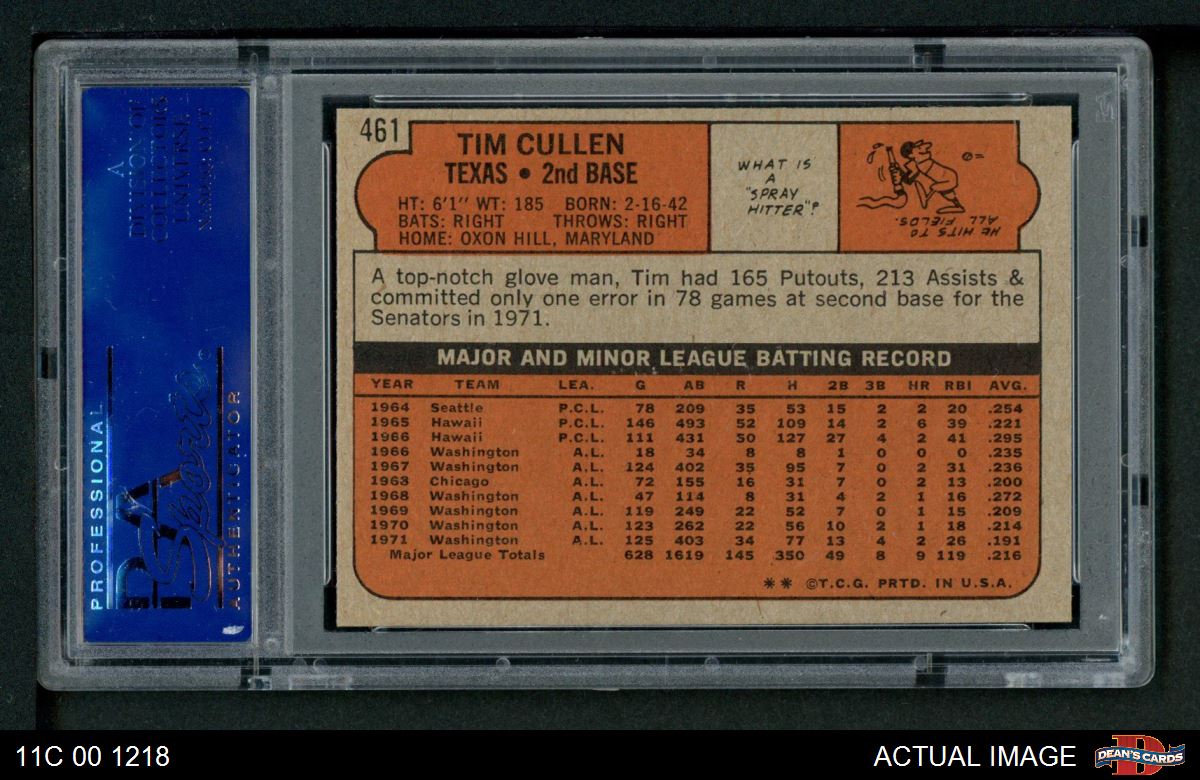 A
DIVISION OF
COLLECTORS
UNIVERSE
NASDAQ: CLCT
PROFESSIONAL
PSA
Sports
AUTHENTICATOR
461
TIM CULLEN
TEXAS • 2nd BASE
HT: 6'1" WT: 185 BORN: 2-16-42
BATS: RIGHT THROWS: RIGHT
HOME: OXON HILL, MARYLAND
WHAT IS
A
"SPRAY
HITTER"?
HE HITS TO
ALL
FIELDS.
A top-notch glove man, Tim had 165 Putouts, 213 Assists &
committed only one error in 78 games at second base for the
Senators in 1971.
MAJOR AND MINOR LEAGUE BATTING RECORD
YEAR TEAM LEA. G AB R H 2B 3B HR RBI AVG.
1964 Seattle P.C.L. 78 209 35 53 15 2 2 20 .254
1965 Hawaii P.C.L. 146 493 52 109 14 2 6 39 .221
1966 Hawaii P.C.L. 111 431 50 127 27 4 2 41 .295
1966 Washington A.L. 18 34 8 8 1 0 0 0 .235
1967 Washington A.L. 124 402 35 95 7 0 2 31 .236
1968 Chicago A.L. 72 155 16 31 7 0 2 13 .200
1968 Washington A.L. 47 114 8 31 4 2 1 16 .272
1969 Washington A.L. 119 249 22 52 7 0 1 15 .209
1970 Washington A.L. 123 262 22 56 10 2 1 18 .214
1971 Washington A.L. 125 403 34 77 13 4 2 26 .191
Major League Totals 628 1619 145 350 49 8 9 119 .216
** ©T.C.G. PRTD. IN U.S.A.
11C 00 1218
ACTUAL IMAGE
D
DEAN'S CARDS